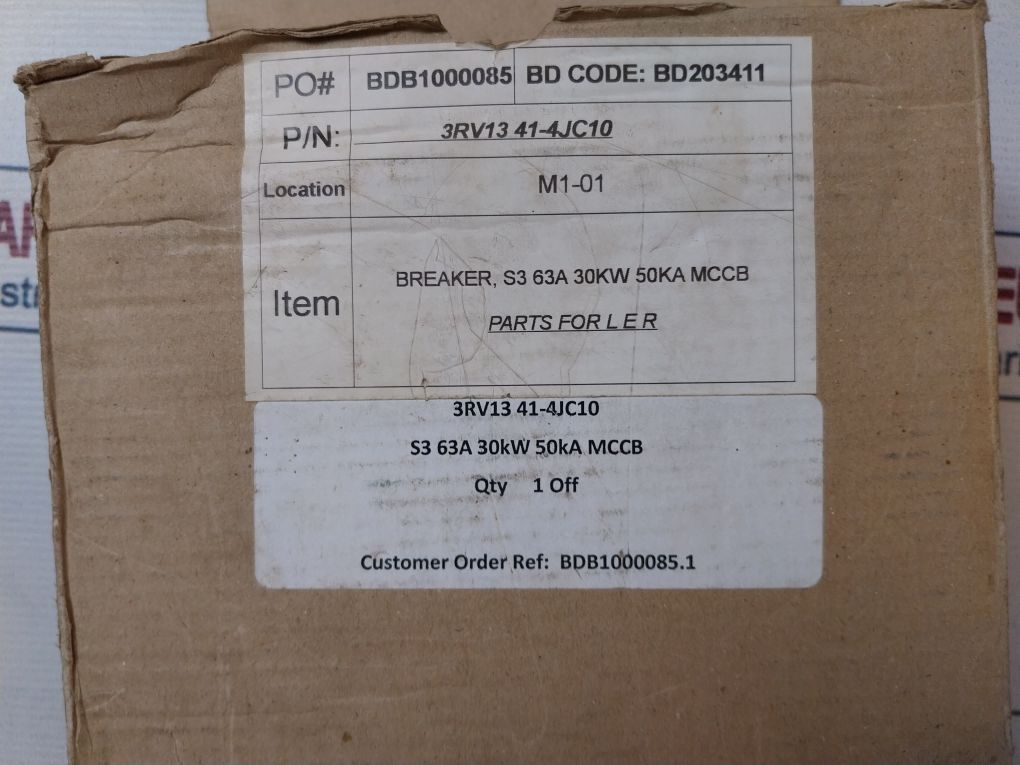 PO# BDB1000085 BD CODE: BD203411
P/N: 3RV13 41-4JC10
Location M1-01
Item BREAKER, S3 63A 30KW 50KA MCCB
PARTS FOR L E R
3RV13 41-4JC10
S3 63A 30kW 50kA MCCB
Qty 1 Off
Customer Order Ref: BDB1000085.1